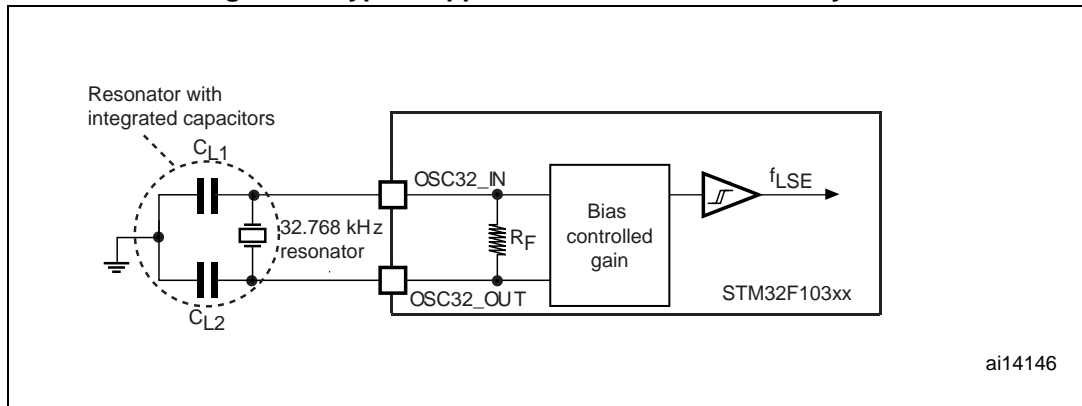 Resonator with
integrated capacitors
CL1
OSC32_IN
fLSE
Bias
controlled
gain
32.768 kHz
resonator
RF
STM32F103xx
OSC32_OUT
CL2
ai14146